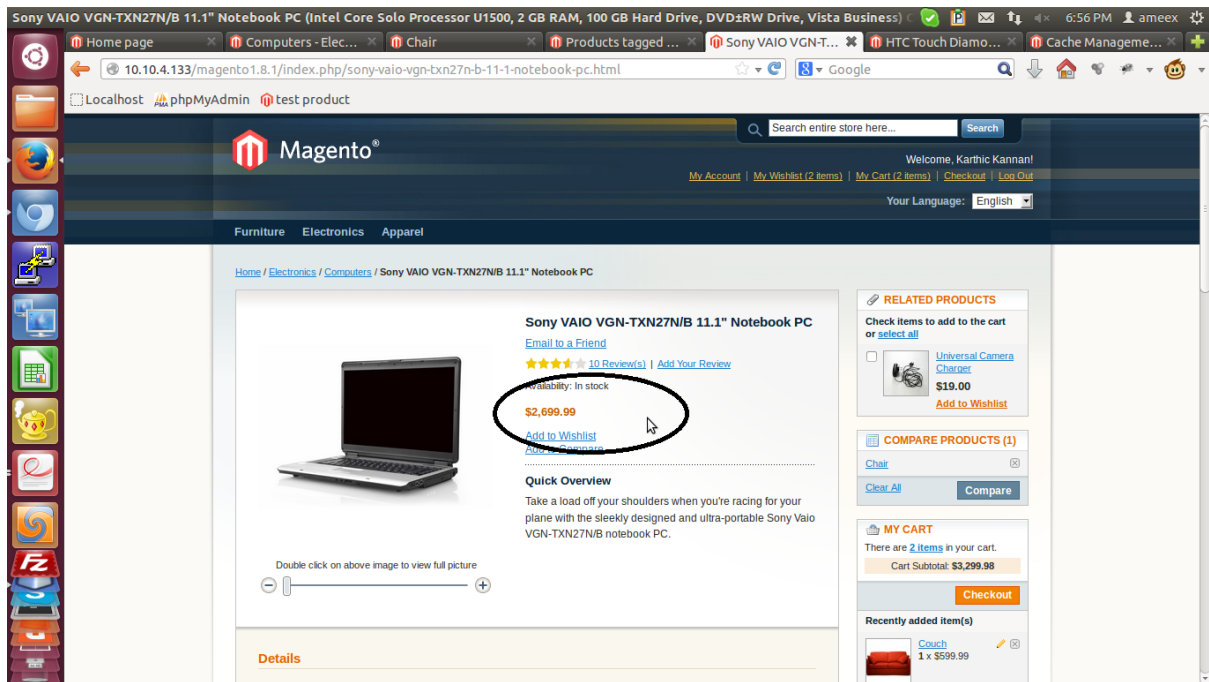 Sony VAIO VGN-TXN27N/B 11.1" Notebook PC (Intel Core Solo Processor U1500, 2 GB RAM, 100 GB Hard Drive, DVD±RW Drive, Vista Business)
6:56 PM ameex
Home page
Computers - Elec...
Chair
Products tagged ...
Sony VAIO VGN-T...
HTC Touch Diamo...
Cache Manageme...
10.10.4.133/magento1.8.1/index.php/sony-vaio-vgn-txn27n-b-11-1-notebook-pc.html
Google
Localhost phpMyAdmin test product
Magento®
Search entire store here...
Search
Welcome, Karthic Kannan!
My Account | My Wishlist (2 items) | My Cart (2 items) | Checkout | Log Out
Your Language: English
Furniture Electronics Apparel
Home / Electronics / Computers / Sony VAIO VGN-TXN27N/B 11.1" Notebook PC
Sony VAIO VGN-TXN27N/B 11.1" Notebook PC
Email to a Friend
10 Review(s) | Add Your Review
Availability: In stock
$2,699.99
Add to Wishlist
Add to Compare
Quick Overview
Take a load off your shoulders when you're racing for your
plane with the sleekly designed and ultra-portable Sony Vaio
VGN-TXN27N/B notebook PC.
Double click on above image to view full picture
Details
RELATED PRODUCTS
Check items to add to the cart
or select all
Universal Camera
Charger
$19.00
Add to Wishlist
COMPARE PRODUCTS (1)
Chair
Clear All
Compare
MY CART
There are 2 items in your cart.
Cart Subtotal: $3,299.98
Checkout
Recently added item(s)
Couch
1 x $599.99